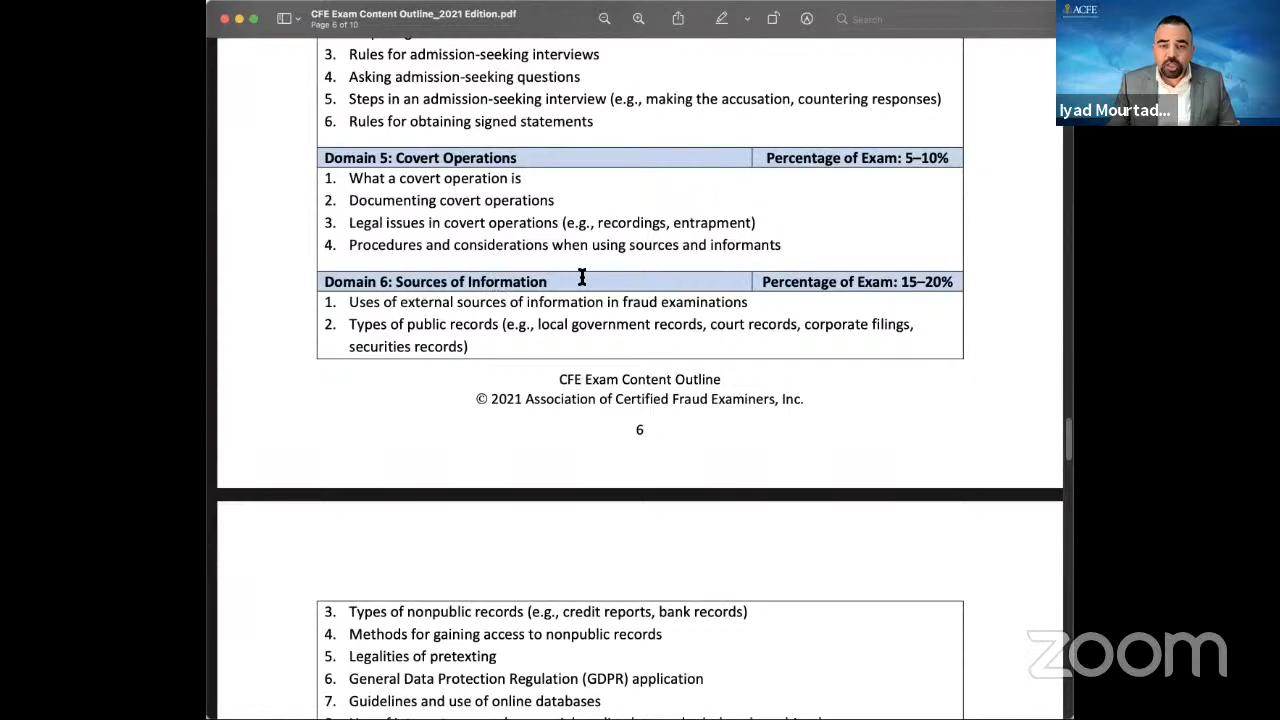 CFE Exam Content Outline_2021 Edition.pdf
Page 6 of 10
Search
ACFE
Iyad Mourtad...
3. Rules for admission-seeking interviews
4. Asking admission-seeking questions
5. Steps in an admission-seeking interview (e.g., making the accusation, countering responses)
6. Rules for obtaining signed statements
Domain 5: Covert Operations Percentage of Exam: 5–10%
1. What a covert operation is
2. Documenting covert operations
3. Legal issues in covert operations (e.g., recordings, entrapment)
4. Procedures and considerations when using sources and informants
Domain 6: Sources of Information Percentage of Exam: 15–20%
1. Uses of external sources of information in fraud examinations
2. Types of public records (e.g., local government records, court records, corporate filings,
securities records)
CFE Exam Content Outline
© 2021 Association of Certified Fraud Examiners, Inc.
6
3. Types of nonpublic records (e.g., credit reports, bank records)
4. Methods for gaining access to nonpublic records
5. Legalities of pretexting
6. General Data Protection Regulation (GDPR) application
7. Guidelines and use of online databases
zoom